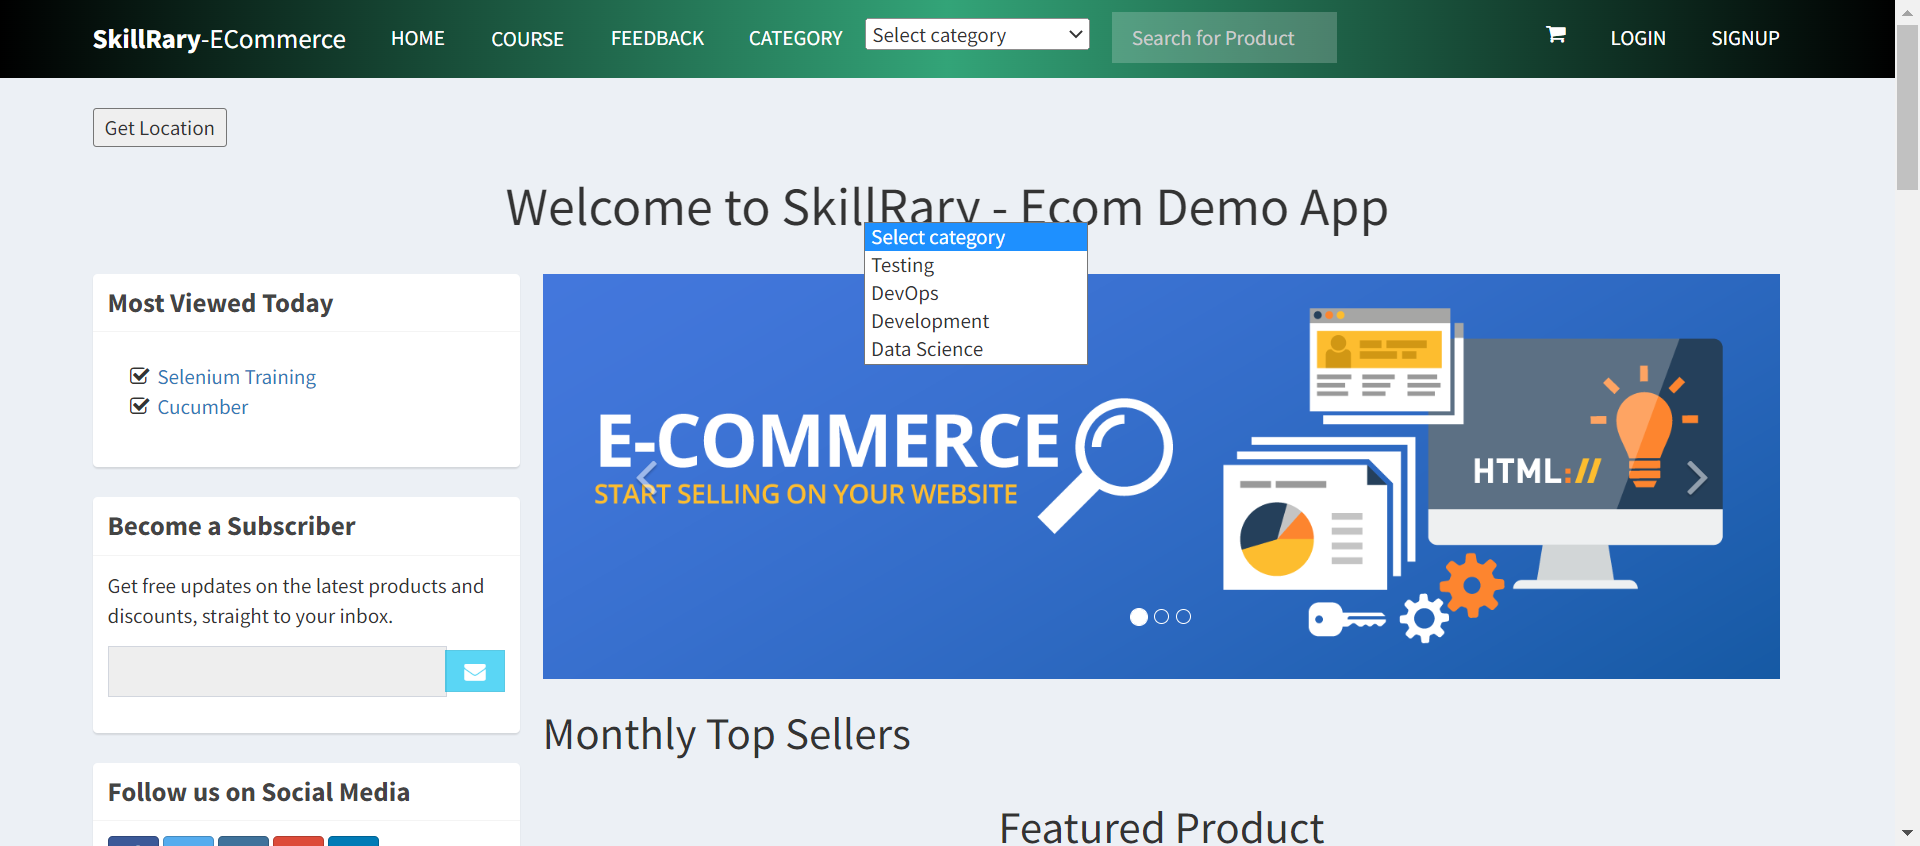 SkillRary-ECommerce HOME COURSE FEEDBACK CATEGORY Select category Search for Product LOGIN SIGNUP
Get Location
Welcome to SkillRary - Ecom Demo App
Select category
Testing
DevOps
Development
Data Science
Most Viewed Today
Selenium Training
Cucumber
Become a Subscriber
Get free updates on the latest products and
discounts, straight to your inbox.
Follow us on Social Media
E-COMMERCE
START SELLING ON YOUR WEBSITE
HTML://
Monthly Top Sellers
Featured Product